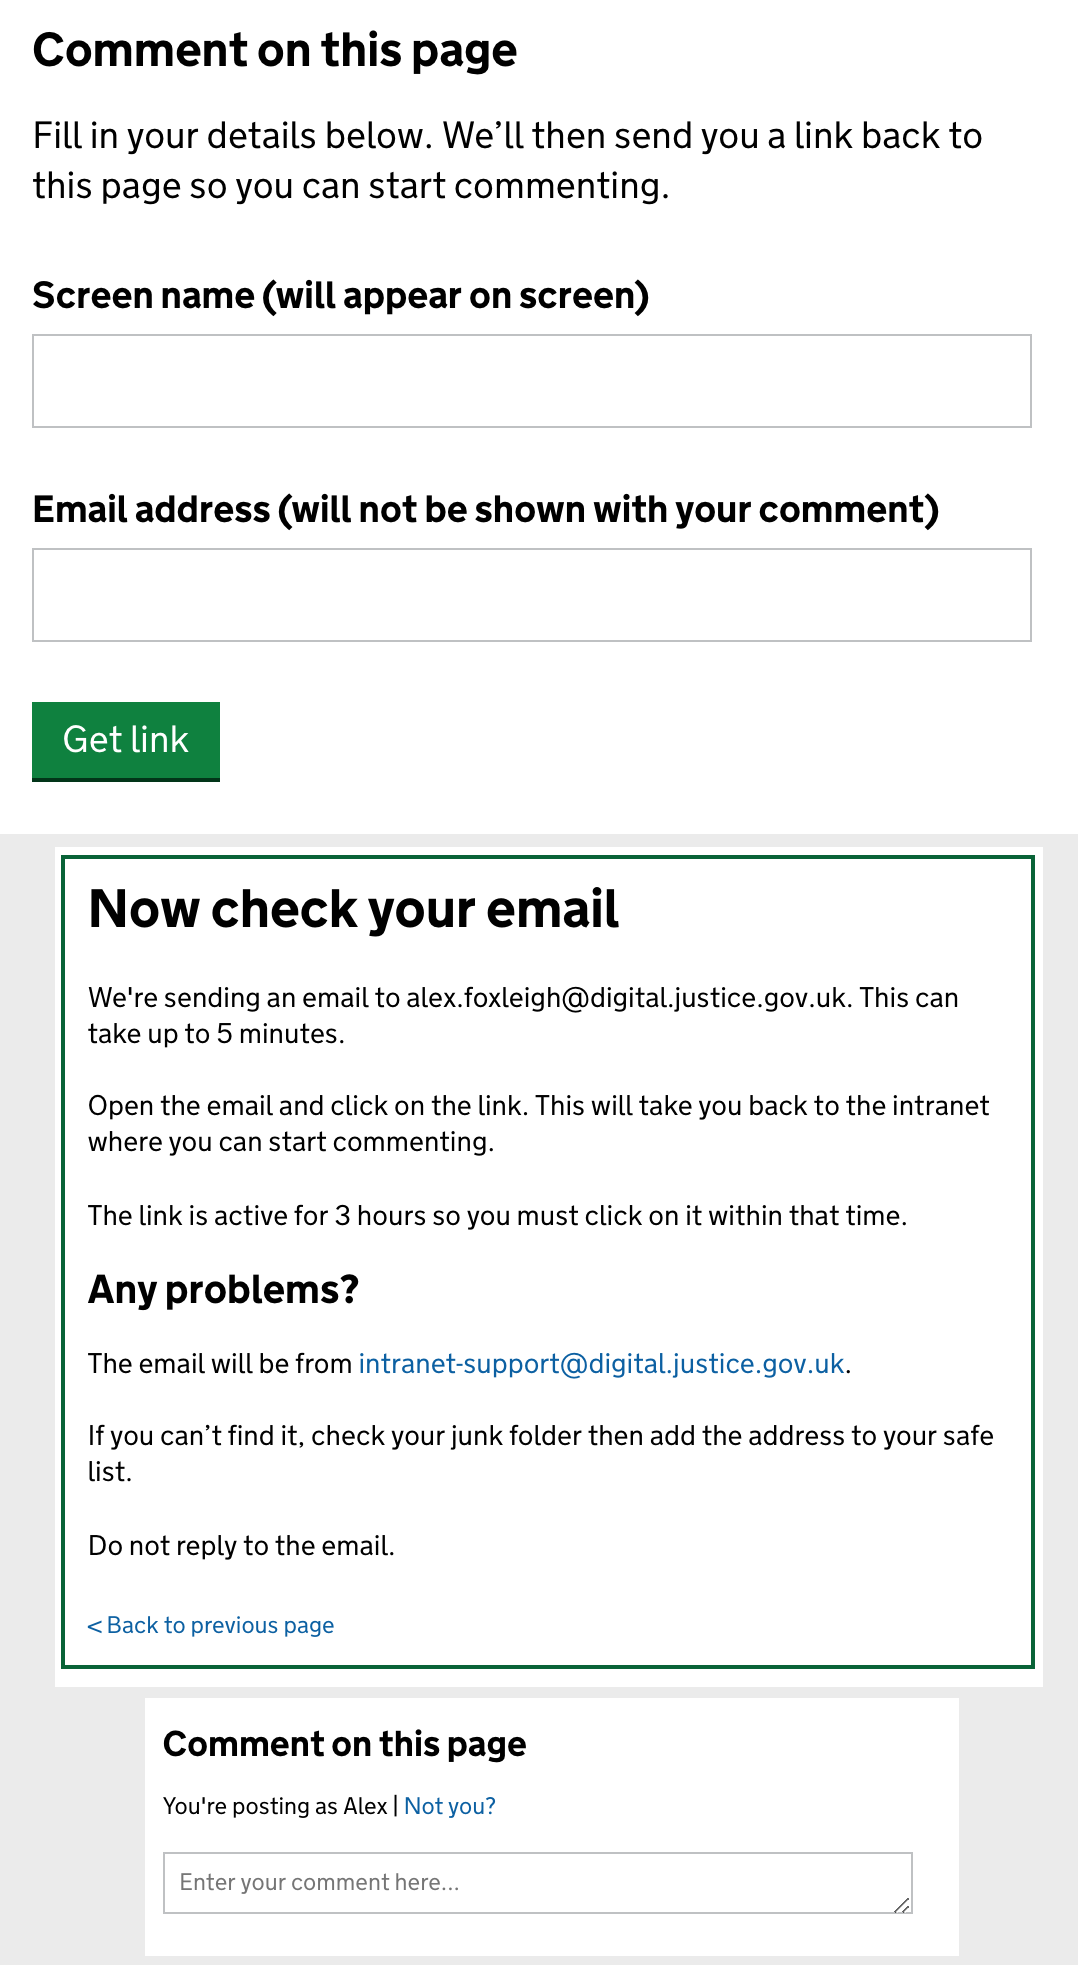 Comment on this page
Fill in your details below. We’ll then send you a link back to
this page so you can start commenting.
Screen name (will appear on screen)
Email address (will not be shown with your comment)
Get link
Now check your email
We're sending an email to alex.foxleigh@digital.justice.gov.uk. This can
take up to 5 minutes.
Open the email and click on the link. This will take you back to the intranet
where you can start commenting.
The link is active for 3 hours so you must click on it within that time.
Any problems?
The email will be from intranet-support@digital.justice.gov.uk.
If you can’t find it, check your junk folder then add the address to your safe
list.
Do not reply to the email.
< Back to previous page
Comment on this page
You're posting as Alex | Not you?
Enter your comment here...